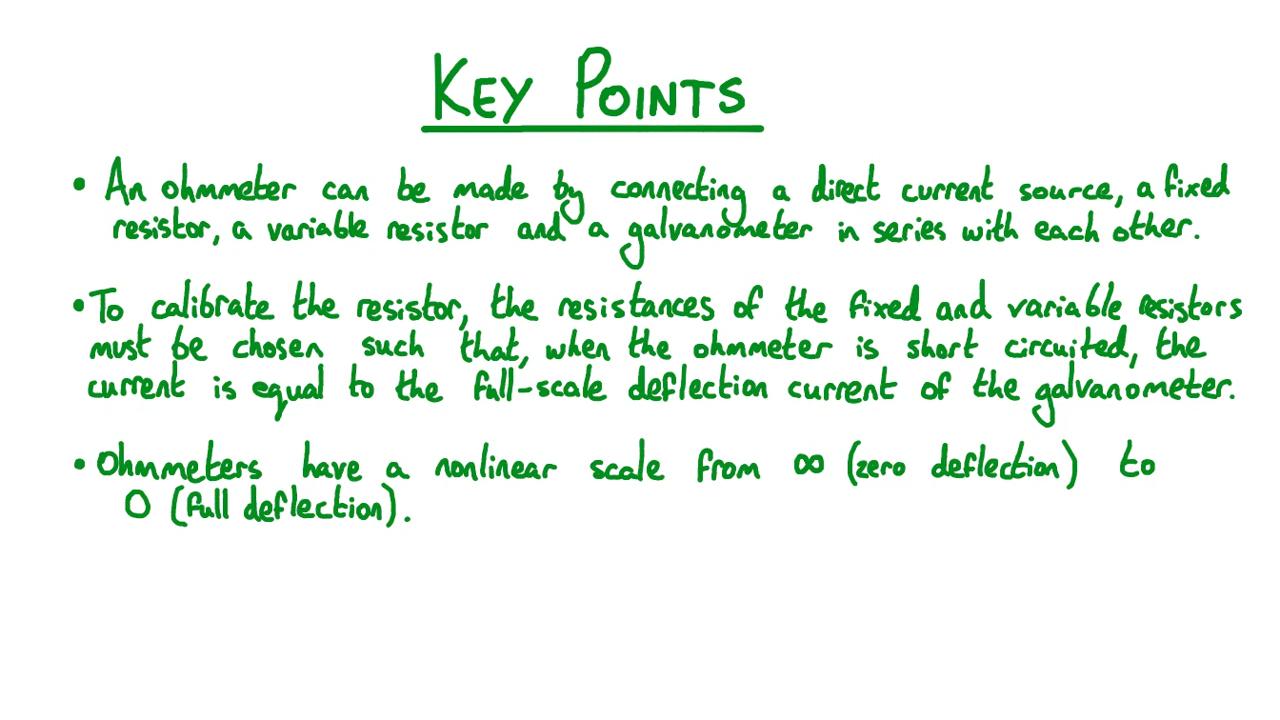 KEY POINTS
• An ohmmeter can be made by connecting a direct current source, a fixed
resistor, a variable resistor and a galvanometer in series with each other.
• To calibrate the resistor, the resistances of the fixed and variable resistors
must be chosen such that, when the ohmmeter is short circuited, the
current is equal to the full-scale deflection current of the galvanometer.
• Ohmmeters have a nonlinear scale from ∞ (zero deflection) to
0 (full deflection).